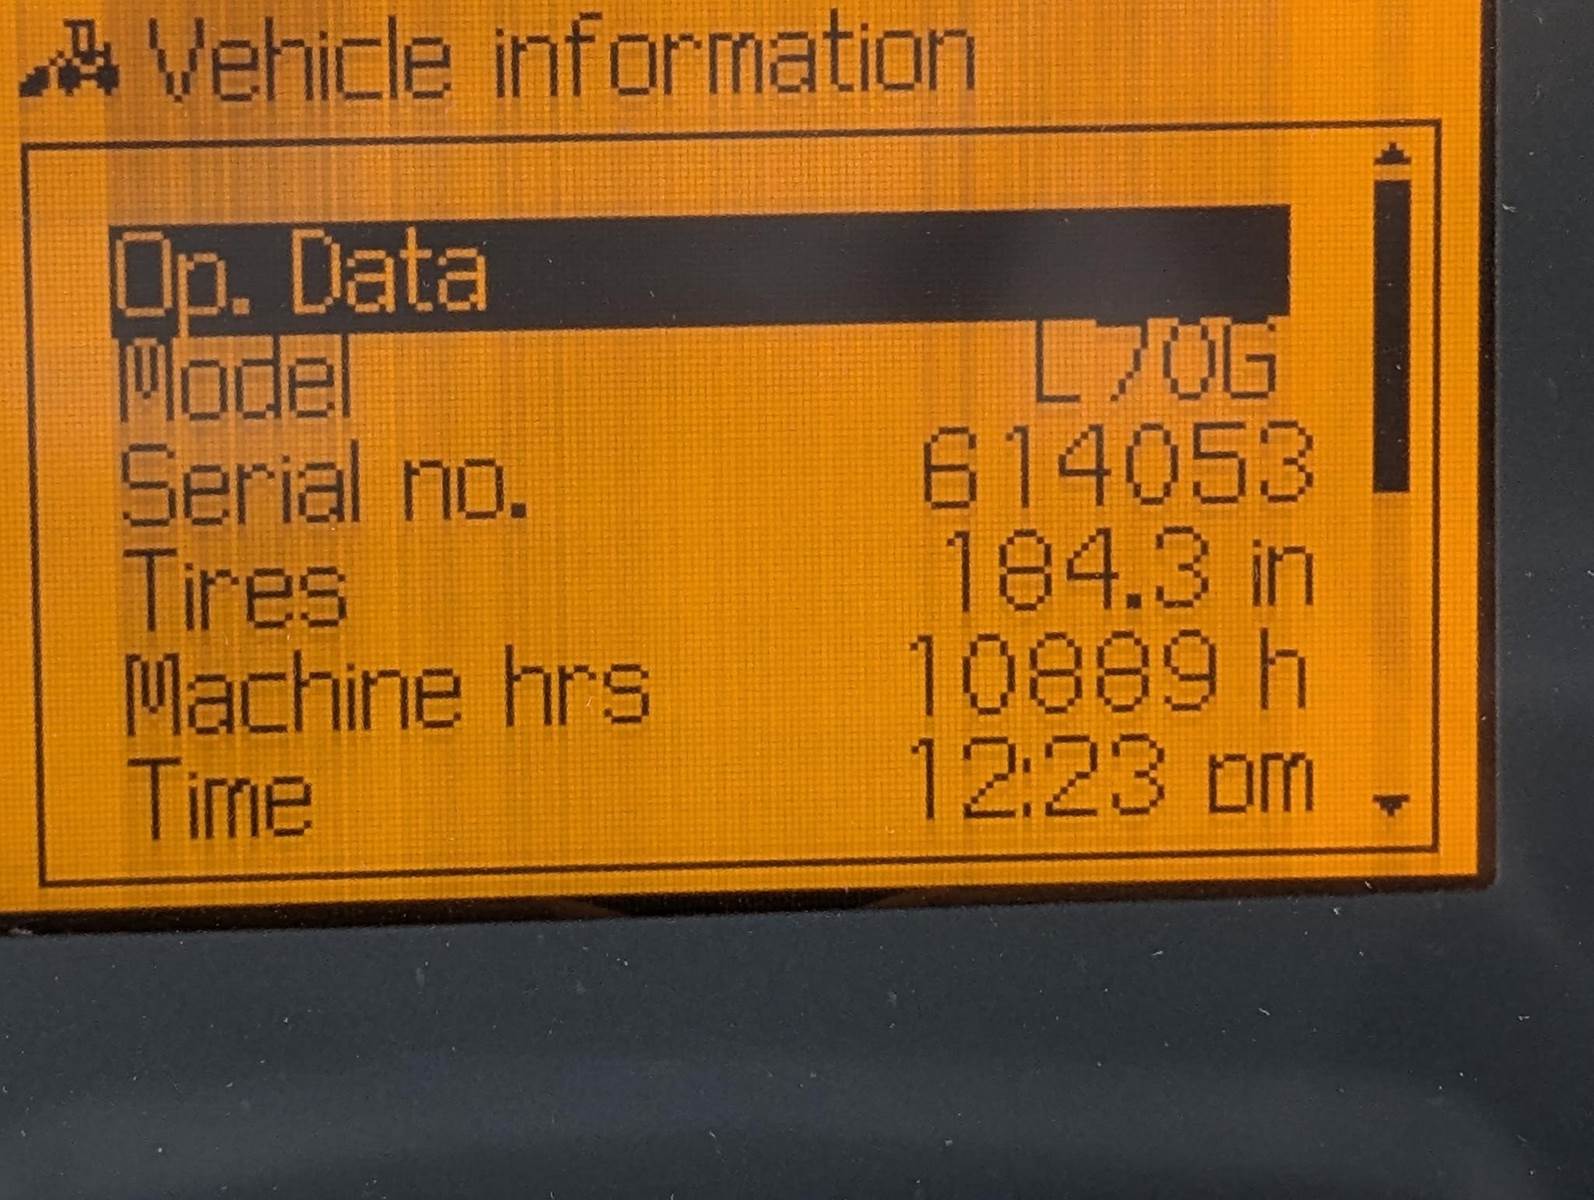 Vehicle information
Op. Data
Model L70G
Serial no. 614053
Tires 184.3 in
Machine hrs 10889 h
Time 12:23 pm